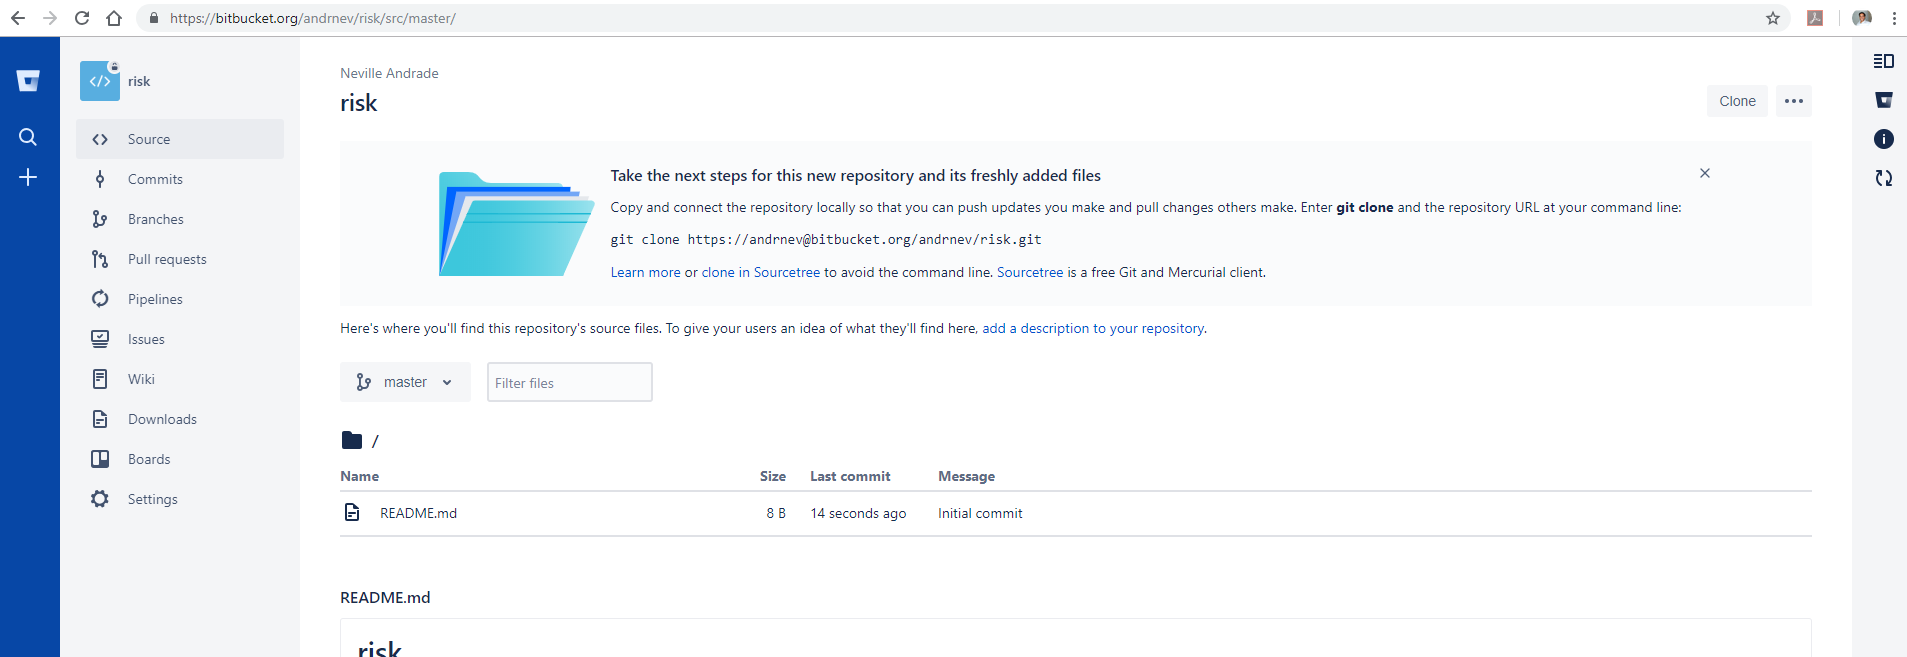 https://bitbucket.org/andrnev/risk/src/master/
</> risk
Source
Commits
Branches
Pull requests
Pipelines
Issues
Wiki
Downloads
Boards
Settings
Neville Andrade
risk
Clone
Take the next steps for this new repository and its freshly added files
Copy and connect the repository locally so that you can push updates you make and pull changes others make. Enter git clone and the repository URL at your command line:
git clone https://andrnev@bitbucket.org/andrnev/risk.git
Learn more or clone in Sourcetree to avoid the command line. Sourcetree is a free Git and Mercurial client.
Here's where you'll find this repository's source files. To give your users an idea of what they'll find here, add a description to your repository.
master
Filter files
/
Name Size Last commit Message
README.md 8 B 14 seconds ago Initial commit
README.md
risk